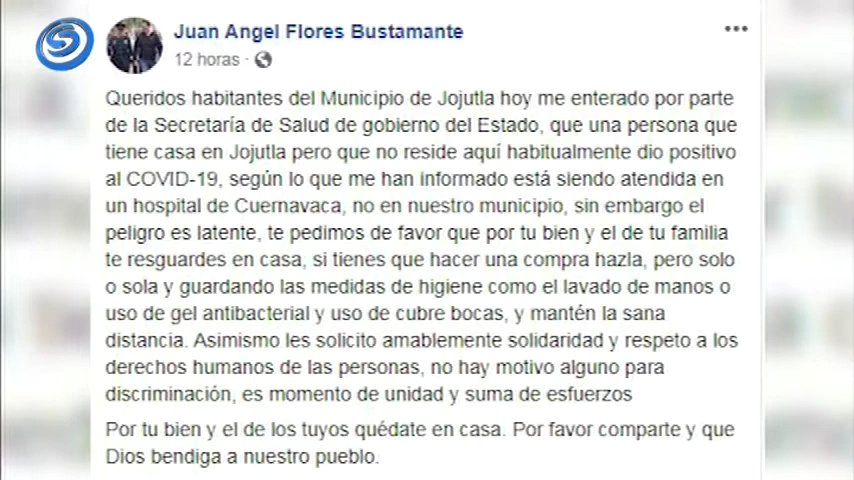 Juan Angel Flores Bustamante
12 horas ·
Queridos habitantes del Municipio de Jojutla hoy me enterado por parte
de la Secretaría de Salud de gobierno del Estado, que una persona que
tiene casa en Jojutla pero que no reside aquí habitualmente dio positivo
al COVID-19, según lo que me han informado está siendo atendida en
un hospital de Cuernavaca, no en nuestro municipio, sin embargo el
peligro es latente, te pedimos de favor que por tu bien y el de tu familia
te resguardes en casa, si tienes que hacer una compra hazla, pero solo
o sola y guardando las medidas de higiene como el lavado de manos o
uso de gel antibacterial y uso de cubre bocas, y mantén la sana
distancia. Asimismo les solicito amablemente solidaridad y respeto a los
derechos humanos de las personas, no hay motivo alguno para
discriminación, es momento de unidad y suma de esfuerzos
Por tu bien y el de los tuyos quédate en casa. Por favor comparte y que
Dios bendiga a nuestro pueblo.